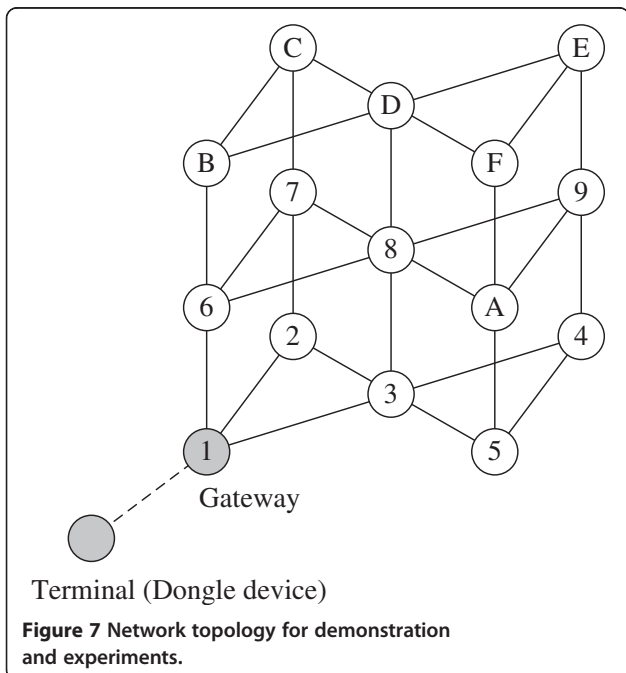 C
E
D
B
F
7
9
8
6
A
2
4
3
1
5
Gateway
Terminal (Dongle device)
Figure 7 Network topology for demonstration
and experiments.